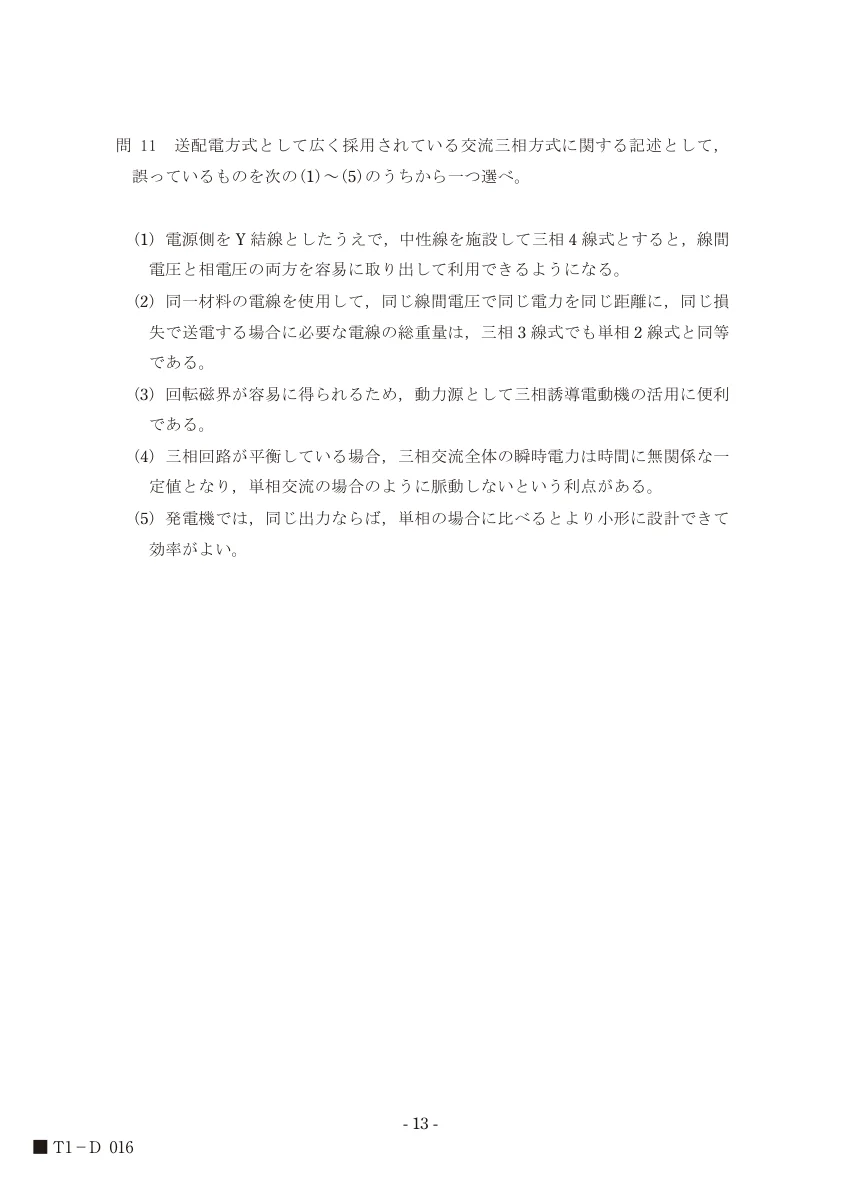 問 11　送配電方式として広く採用されている交流三相方式に関する記述として，
誤っているものを次の(1)～(5)のうちから一つ選べ。
(1) 電源側を Y 結線としたうえで，中性線を施設して三相 4 線式とすると，線間
電圧と相電圧の両方を容易に取り出して利用できるようになる。
(2) 同一材料の電線を使用して，同じ線間電圧で同じ電力を同じ距離に，同じ損
失で送電する場合に必要な電線の総重量は，三相 3 線式でも単相 2 線式と同等
である。
(3) 回転磁界が容易に得られるため，動力源として三相誘導電動機の活用に便利
である。
(4) 三相回路が平衡している場合，三相交流全体の瞬時電力は時間に無関係な一
定値となり，単相交流の場合のように脈動しないという利点がある。
(5) 発電機では，同じ出力ならば，単相の場合に比べるとより小形に設計できて
効率がよい。
- 13 -
■ T1－D 016